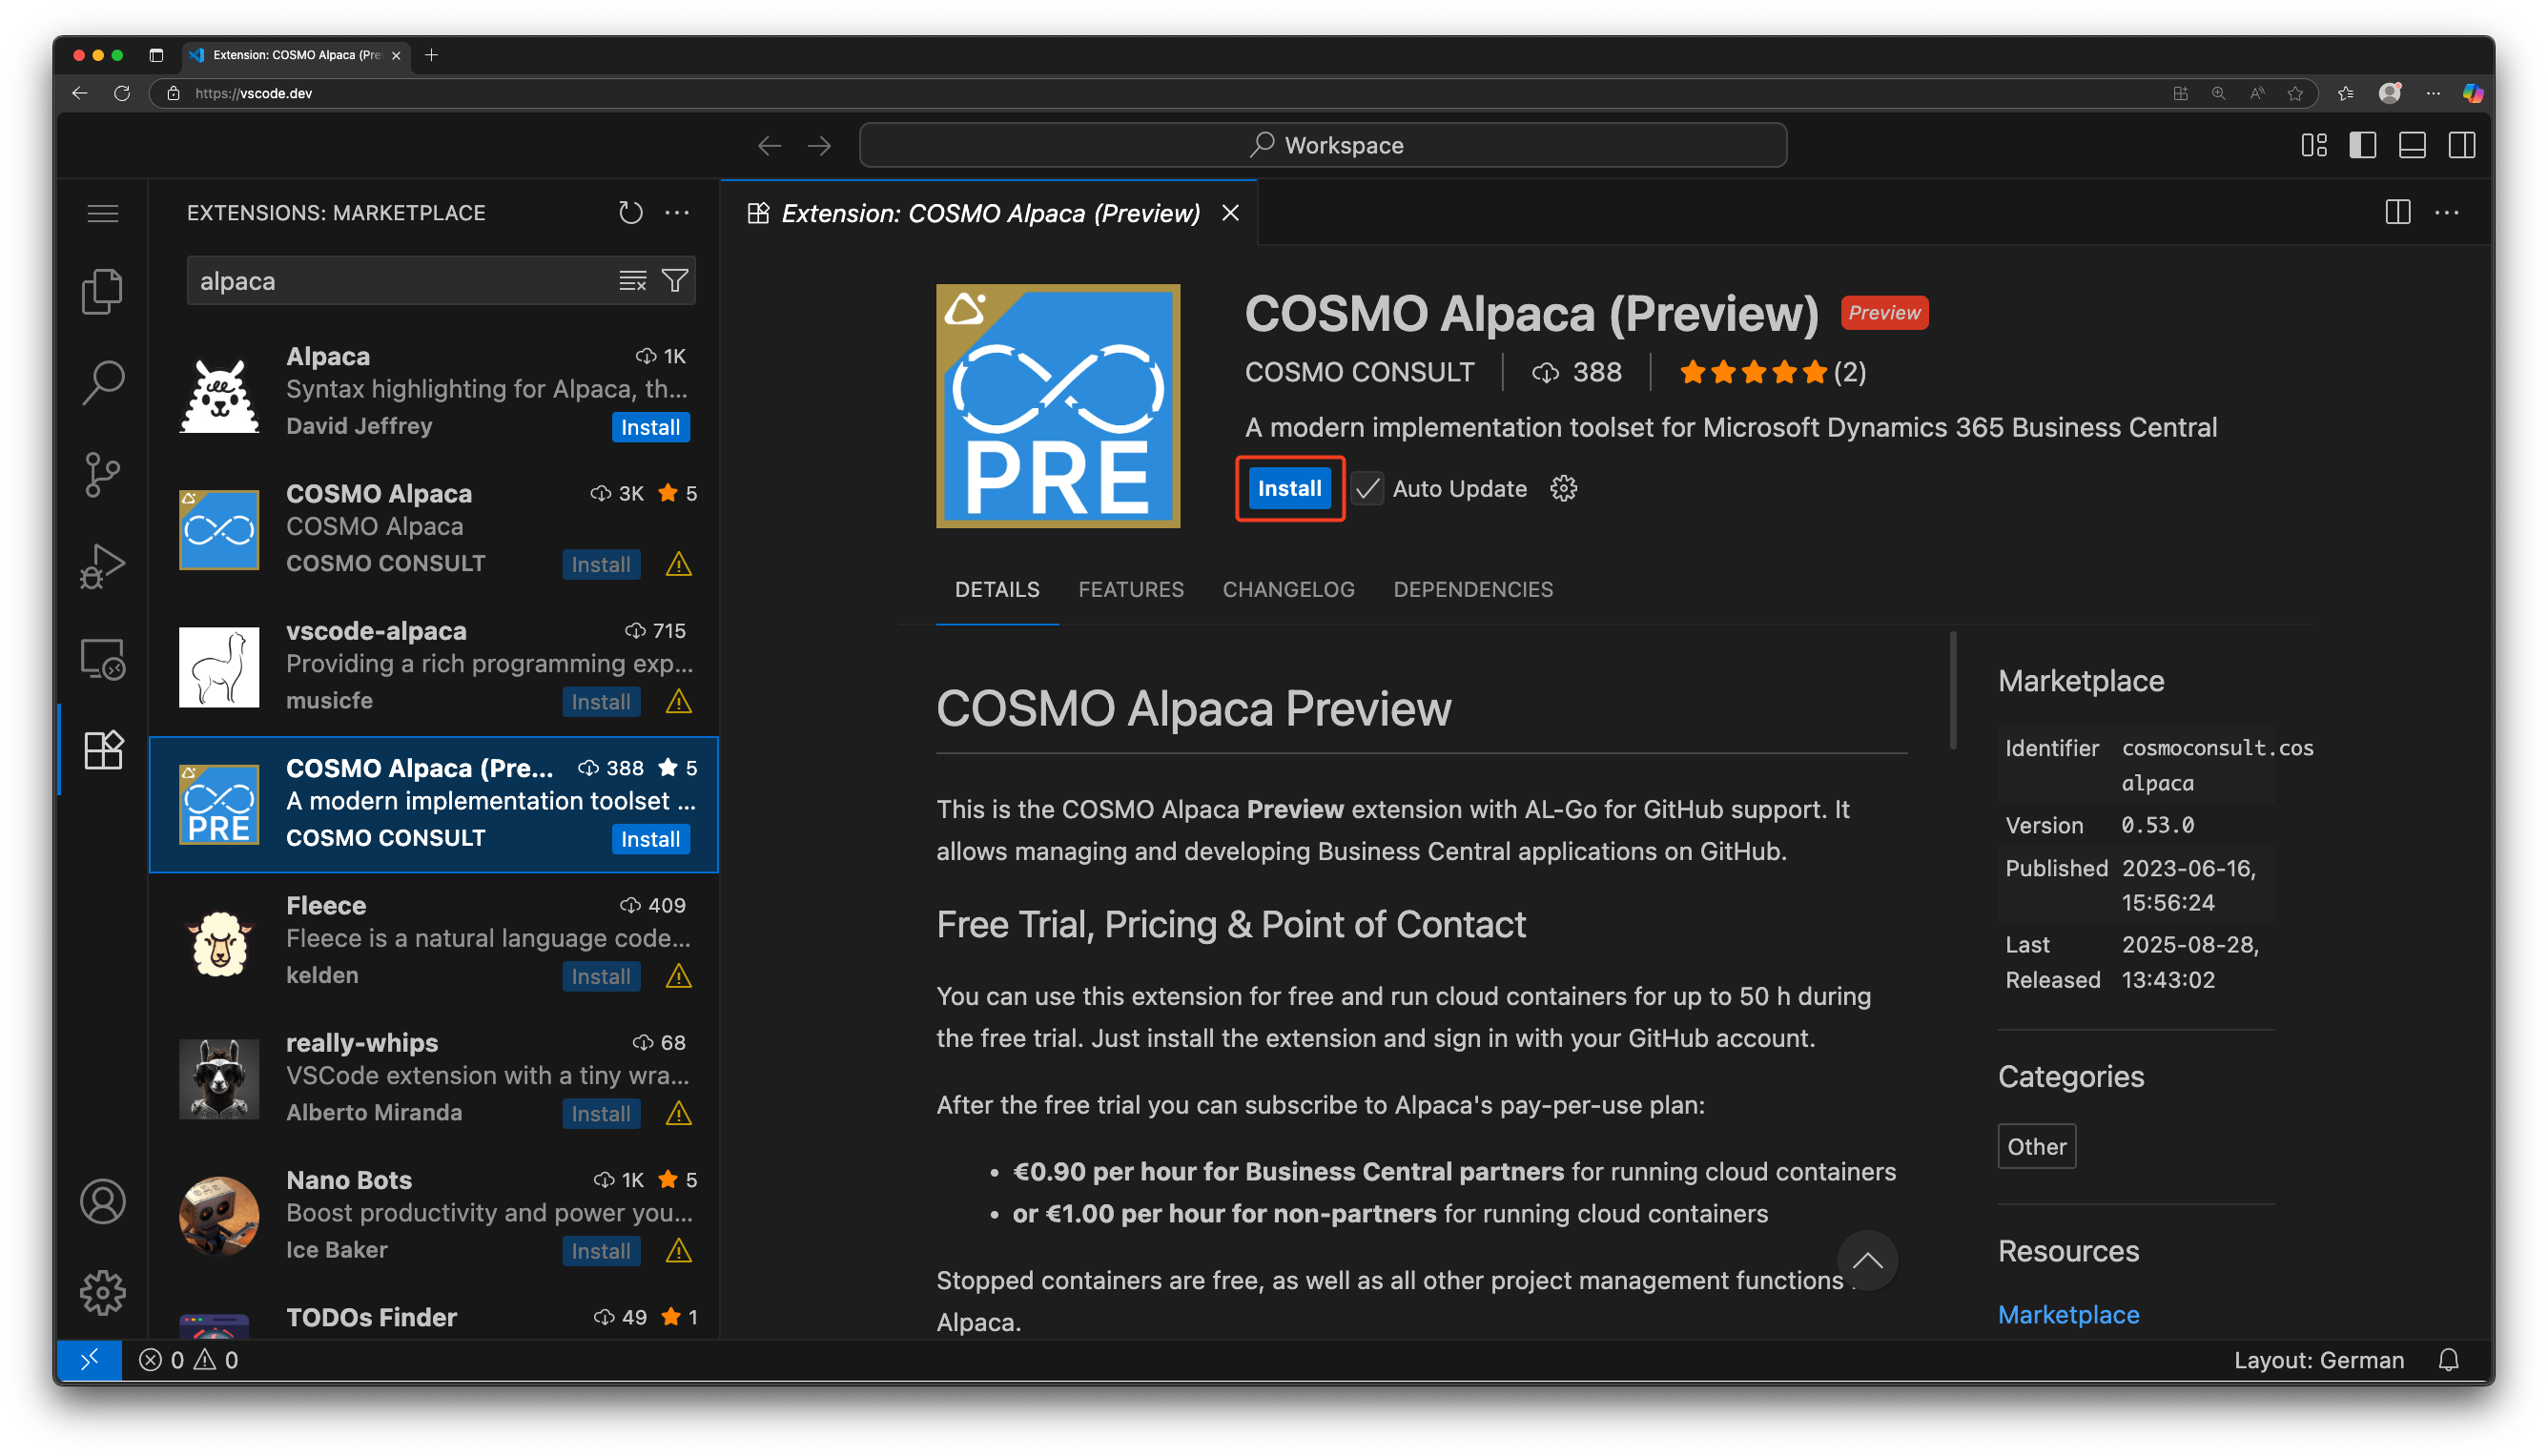 Extension: COSMO Alpaca (Pre
https://vscode.dev
Workspace
EXTENSIONS: MARKETPLACE
alpaca
Alpaca 1K
Syntax highlighting for Alpaca, th...
David Jeffrey Install
COSMO Alpaca 3K 5
COSMO Alpaca
COSMO CONSULT Install
vscode-alpaca 715
Providing a rich programming exp...
musicfe Install
COSMO Alpaca (Pre... 388 5
A modern implementation toolset ...
COSMO CONSULT Install
PRE
Fleece 409
Fleece is a natural language code...
kelden Install
really-whips 68
VSCode extension with a tiny wra...
Alberto Miranda Install
Nano Bots 1K 5
Boost productivity and power you...
Ice Baker Install
TODOs Finder 49 1
Extension: COSMO Alpaca (Preview)
PRE
COSMO Alpaca (Preview) Preview
COSMO CONSULT 388 (2)
A modern implementation toolset for Microsoft Dynamics 365 Business Central
Install Auto Update
DETAILS FEATURES CHANGELOG DEPENDENCIES
COSMO Alpaca Preview
This is the COSMO Alpaca Preview extension with AL-Go for GitHub support. It
allows managing and developing Business Central applications on GitHub.
Free Trial, Pricing & Point of Contact
You can use this extension for free and run cloud containers for up to 50 h during
the free trial. Just install the extension and sign in with your GitHub account.
After the free trial you can subscribe to Alpaca's pay-per-use plan:
• €0.90 per hour for Business Central partners for running cloud containers
• or €1.00 per hour for non-partners for running cloud containers
Stopped containers are free, as well as all other project management functions
Alpaca.
Marketplace
Identifier cosmoconsult.cos
alpaca
Version 0.53.0
Published 2023-06-16,
15:56:24
Last 2025-08-28,
Released 13:43:02
Categories
Other
Resources
Marketplace
0 0
Layout: German